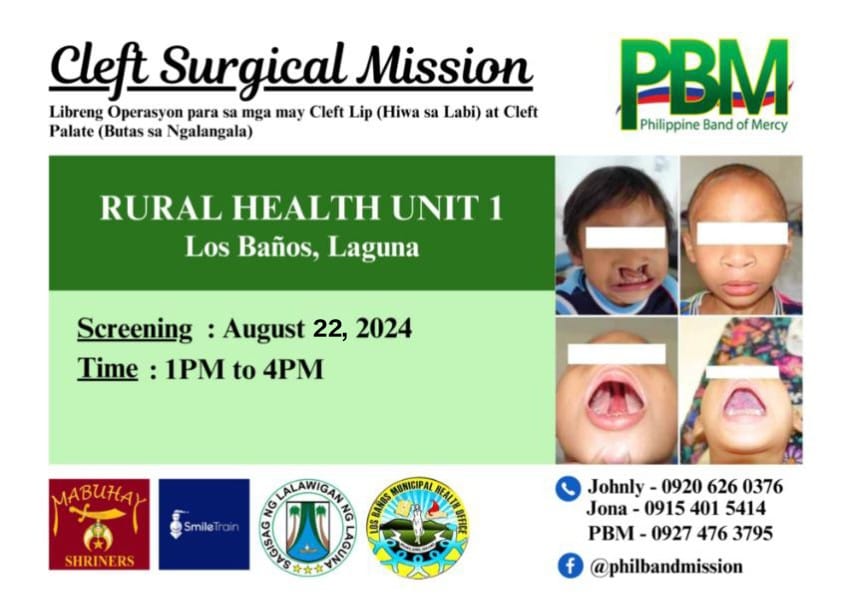 Cleft Surgical Mission
Libreng Operasyon para sa mga may Cleft Lip (Hiwa sa Labi) at Cleft
Palate (Butas sa Ngalangala)
PBM
Philippine Band of Mercy
RURAL HEALTH UNIT 1
Los Baños, Laguna
Screening : August 22, 2024
Time : 1PM to 4PM
MABUHAY
SHRINERS
SmileTrain
SAGISAG NG LALAWIGAN NG LAGUNA
LOS BAÑOS MUNICIPAL HEALTH OFFICE
Johnly - 0920 626 0376
Jona - 0915 401 5414
PBM - 0927 476 3795
@philbandmission